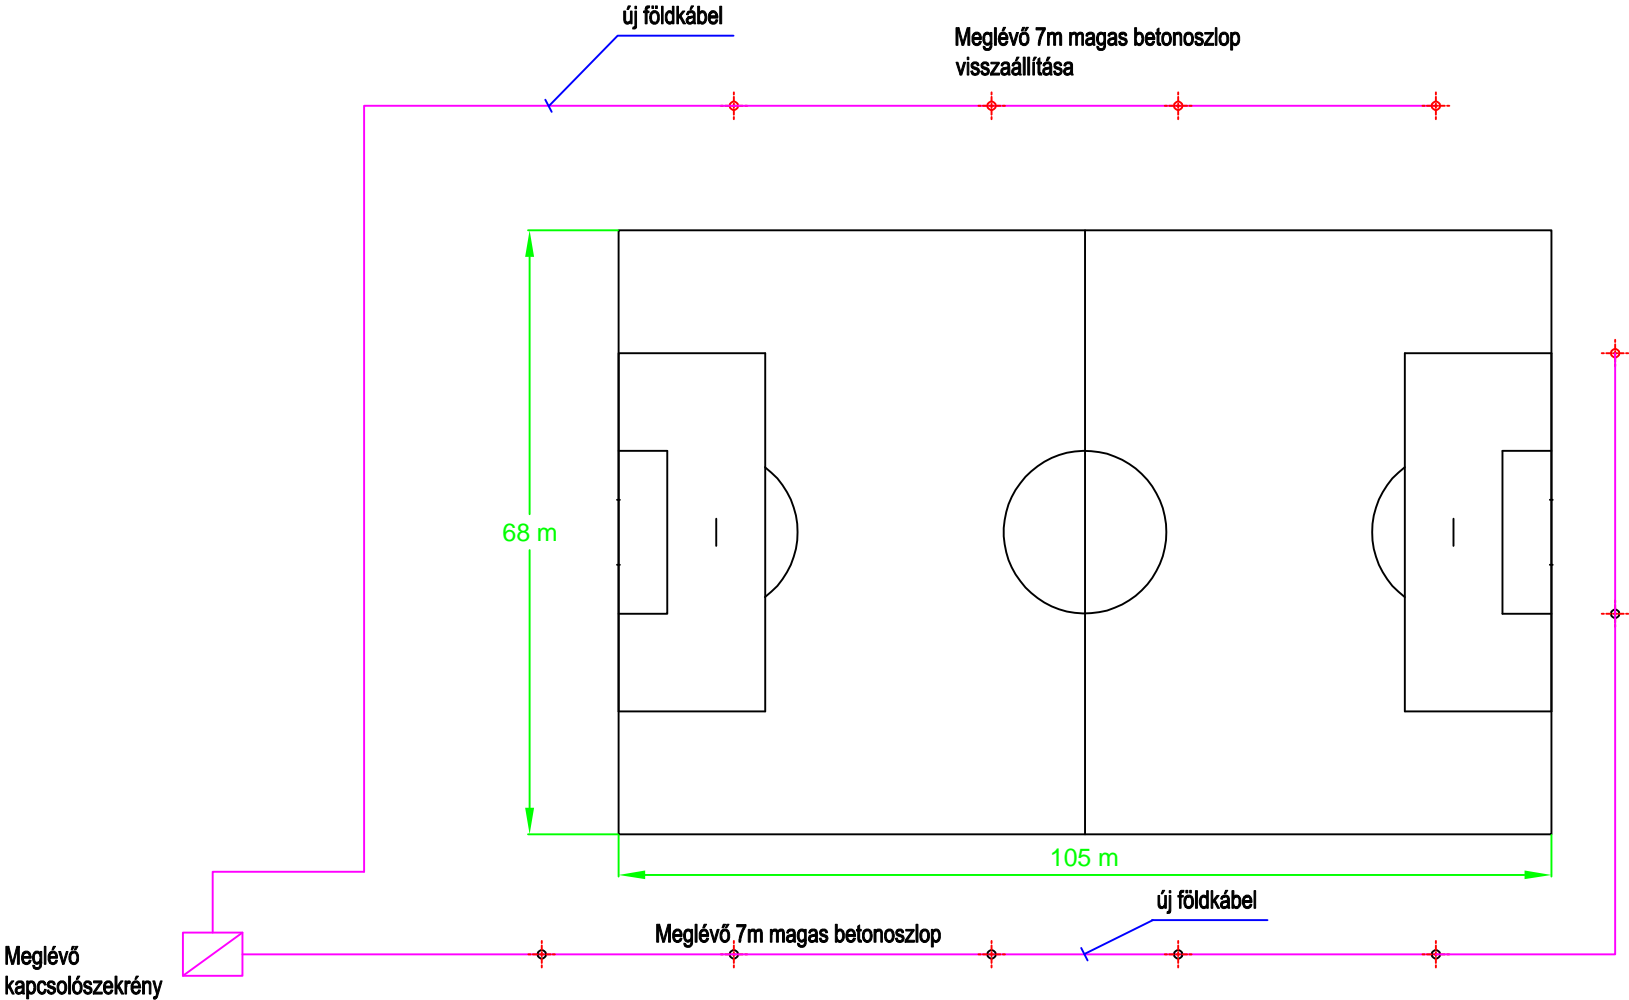 új földkábel
Meglévő 7m magas betonoszlop
visszaállítása
68 m
105 m
új földkábel
Meglévő 7m magas betonoszlop
Meglévő
kapcsolószekrény